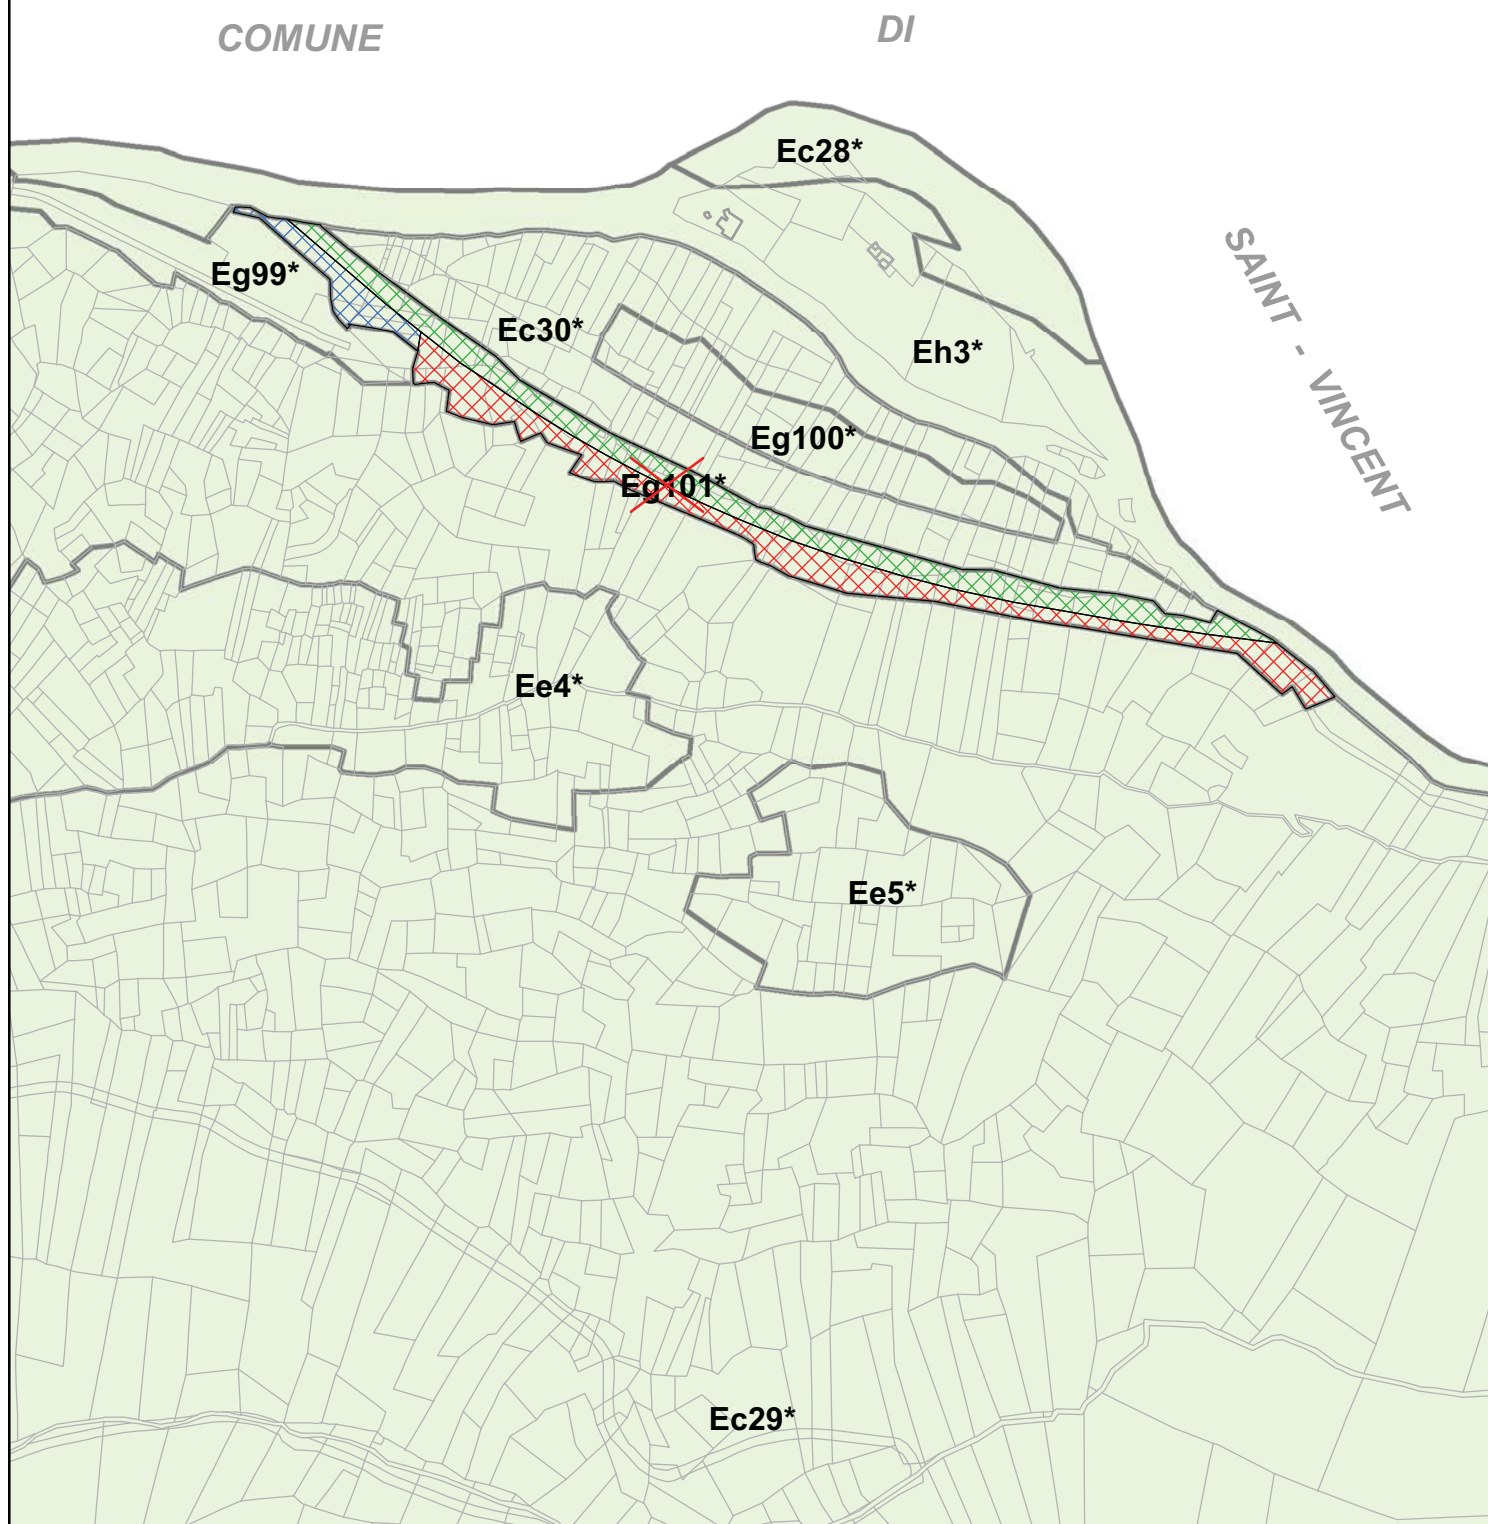 COMUNE DI
SAINT - VINCENT
Ec28*
Eg99*
Ec30*
Eh3*
Eg100*
Eg101*
Ee4*
Ee5*
Ec29*